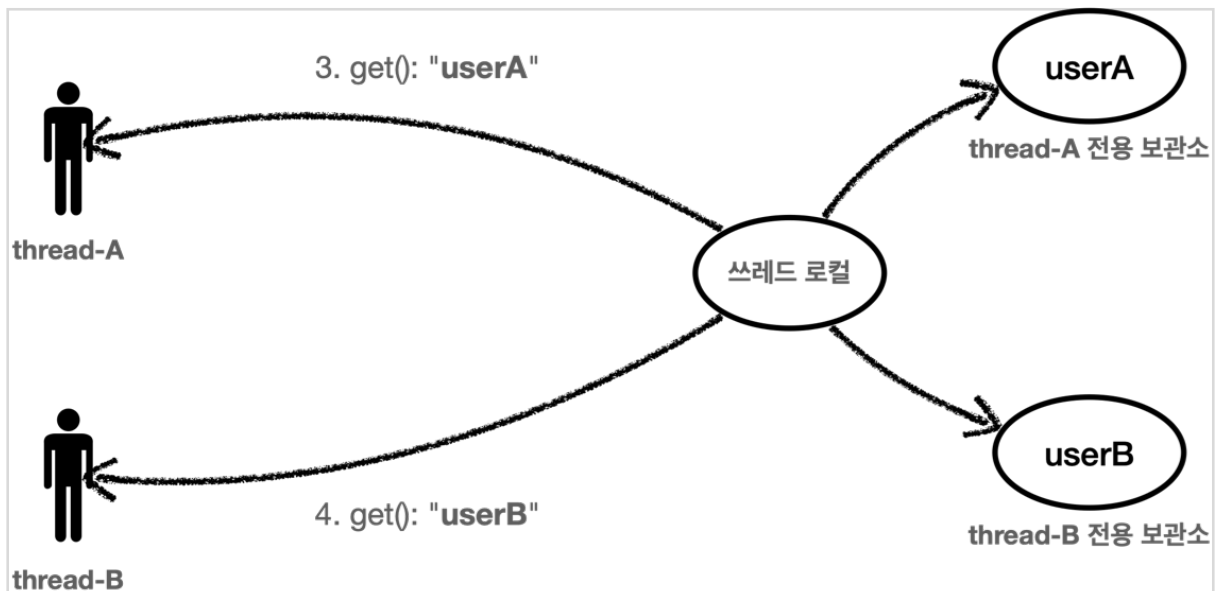 3. get(): "userA"
userA
thread-A 전용 보관소
thread-A
쓰레드 로컬
userB
4. get(): "userB"
thread-B 전용 보관소
thread-B